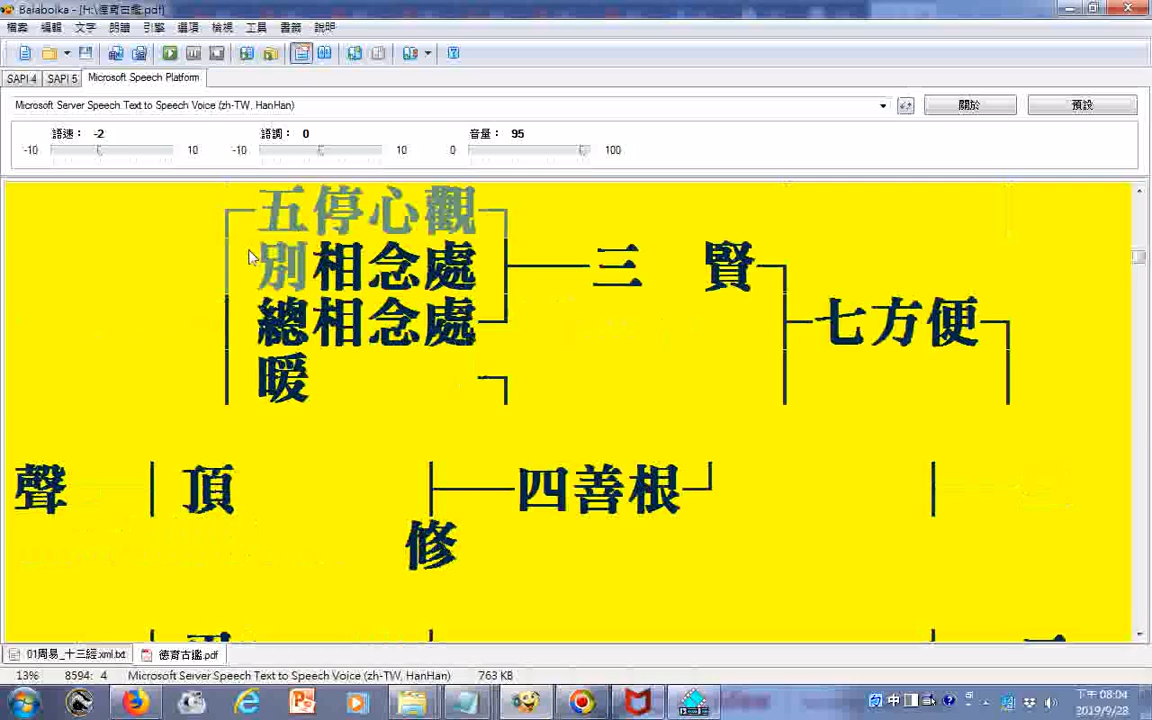 Balabolka - [H:\德育古鑑.pdf]
檔案 編輯 文字 朗讀 引擎 選項 檢視 工具 書籤 說明
SAPI 4 SAPI 5 Microsoft Speech Platform
Microsoft Server Speech Text to Speech Voice (zh-TW, HanHan) 關於 預設
語速： -2 語調： 0 音量： 95
-10 10 -10 10 0 100
五停心觀
別相念處 三 賢
總相念處 七方便
暖
聲 頂 四善根
修
01周易_十三經.xml.txt 德育古鑑.pdf
13% 8594: 4 Microsoft Server Speech Text to Speech Voice (zh-TW, HanHan) 763 KB
中 下午 08:04
2019/9/28